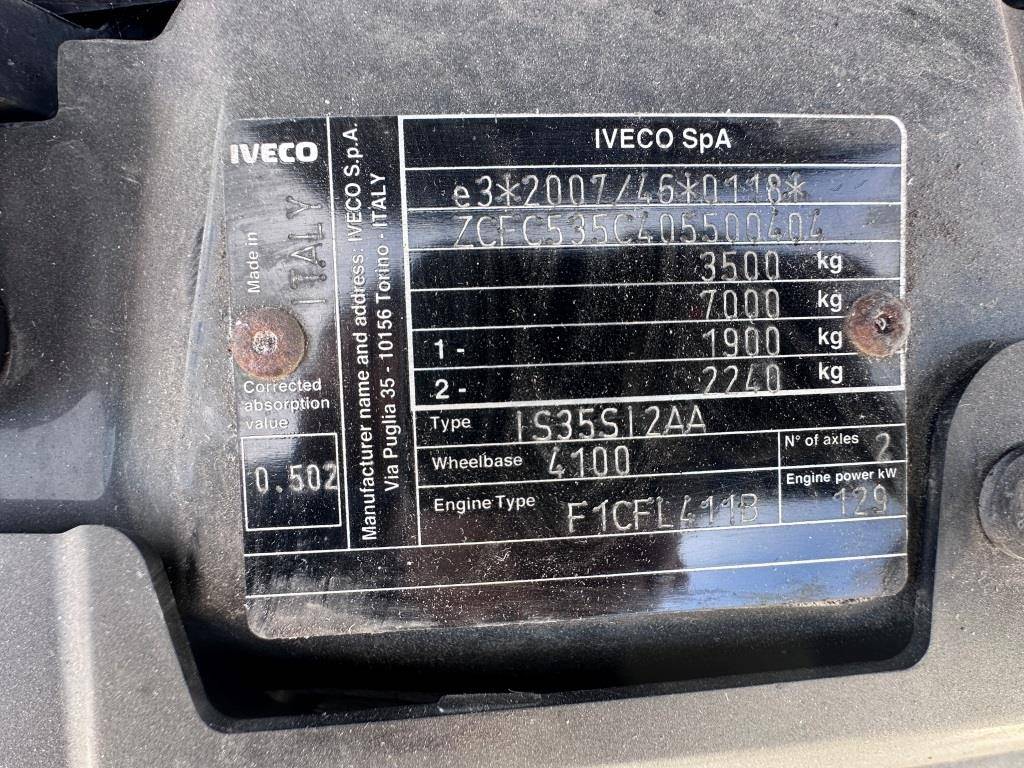 IVECO
Made in
ITALY
Corrected
absorption
value
0.502
Manufacturer name and address: IVECO S.p.A.
Via Puglia 35 - 10156 Torino - ITALY
IVECO SpA
e3*2007/46*0118*
ZCFC535C405500404
3500 kg
7000 kg
1 - 1900 kg
2 - 2240 kg
Type IS35SI2AA
N° of axles 2
Wheelbase 4100
Engine power kW
129
Engine Type F1CFL411B